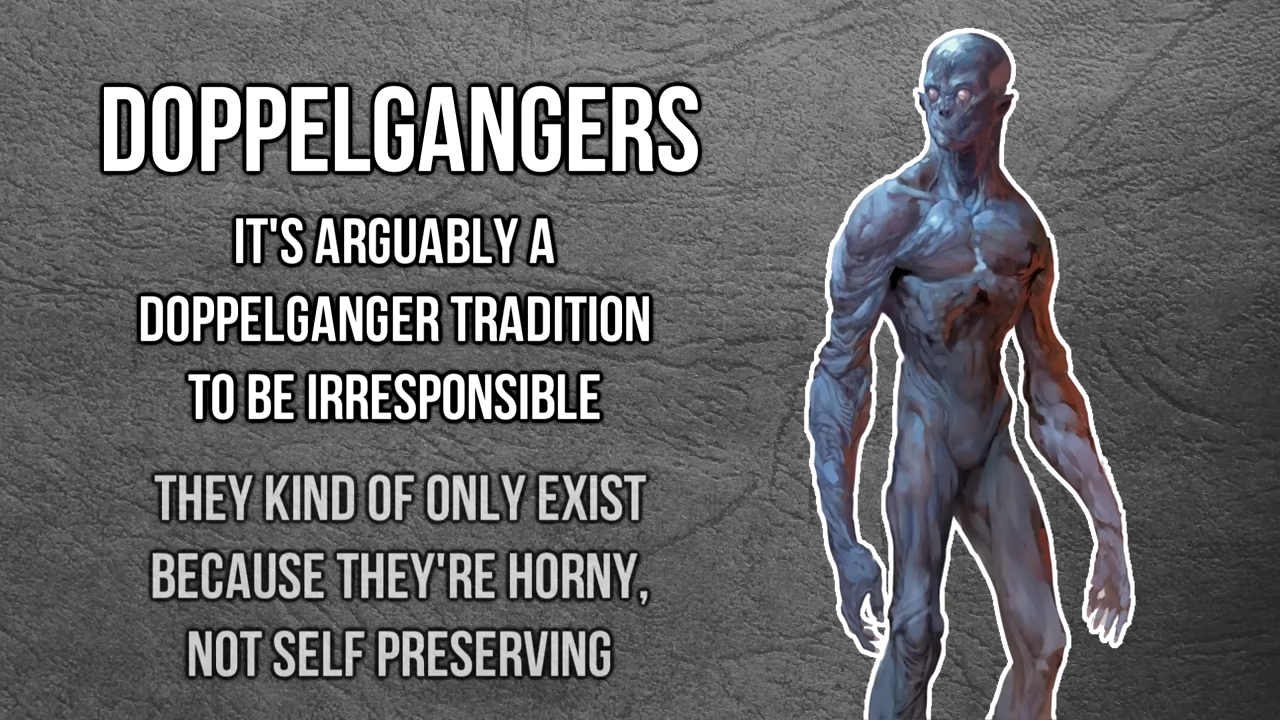 DOPPELGANGERS
IT'S ARGUABLY A
DOPPELGANGER TRADITION
TO BE IRRESPONSIBLE
THEY KIND OF ONLY EXIST
BECAUSE THEY'RE HORNY,
NOT SELF PRESERVING